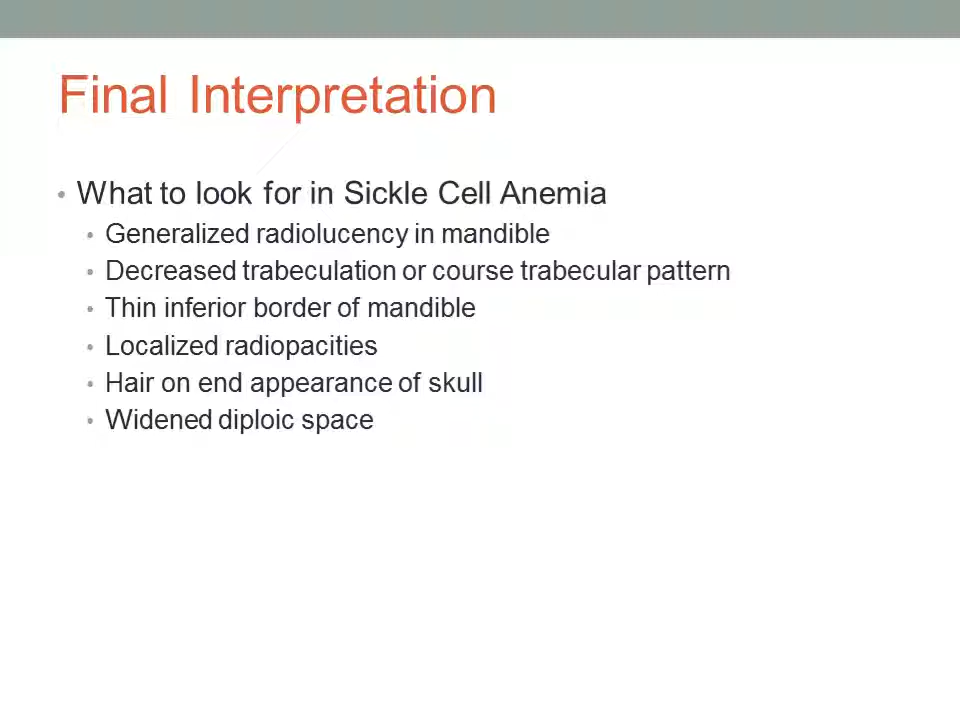 Final Interpretation
• What to look for in Sickle Cell Anemia
• Generalized radiolucency in mandible
• Decreased trabeculation or course trabecular pattern
• Thin inferior border of mandible
• Localized radiopacities
• Hair on end appearance of skull
• Widened diploic space